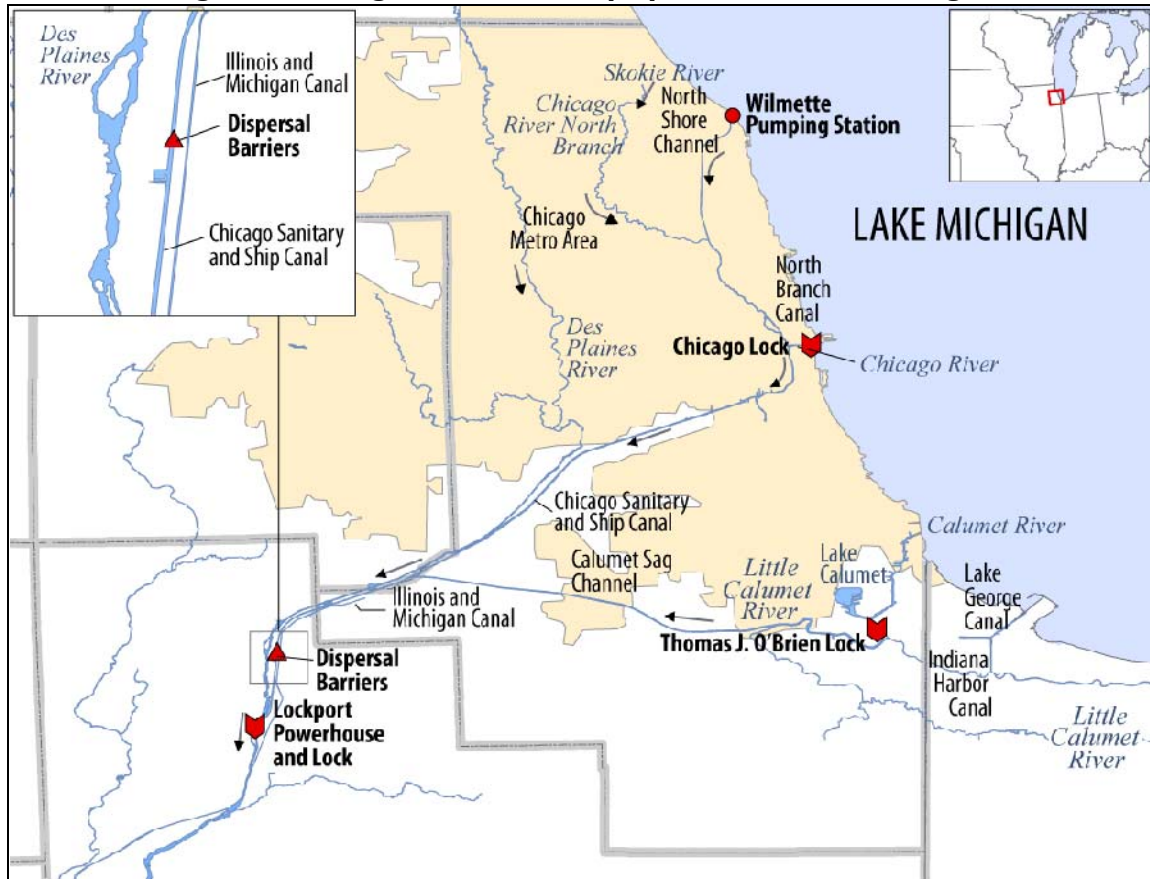 Des
Plaines
River
Illinois and
Michigan Canal
Dispersal
Barriers
Chicago Sanitary
and Ship Canal
Skokie River
Chicago
River North
Branch
North
Shore
Channel
Wilmette
Pumping Station
Chicago
Metro Area
LAKE MICHIGAN
North
Branch
Canal
Des
Plaines
River
Chicago Lock
Chicago River
Chicago Sanitary
and Ship Canal
Calumet River
Calumet Sag
Channel
Little
Calumet
River
Lake
Calumet
Lake
George
Canal
Illinois and
Michigan Canal
Thomas J. O'Brien Lock
Indiana
Harbor
Canal
Dispersal
Barriers
Lockport
Powerhouse
and Lock
Little
Calumet
River